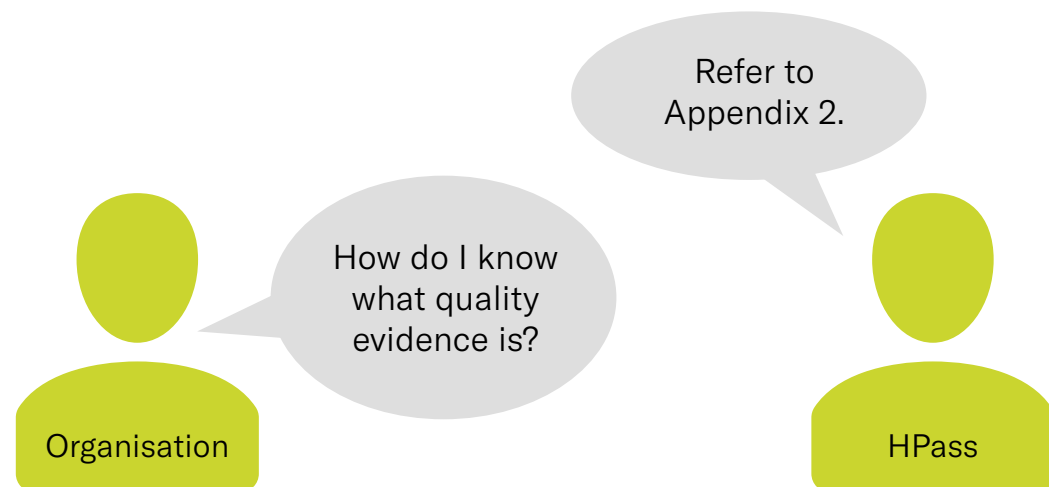 How do I know
what quality
evidence is?
Organisation
Refer to
Appendix 2.
HPass